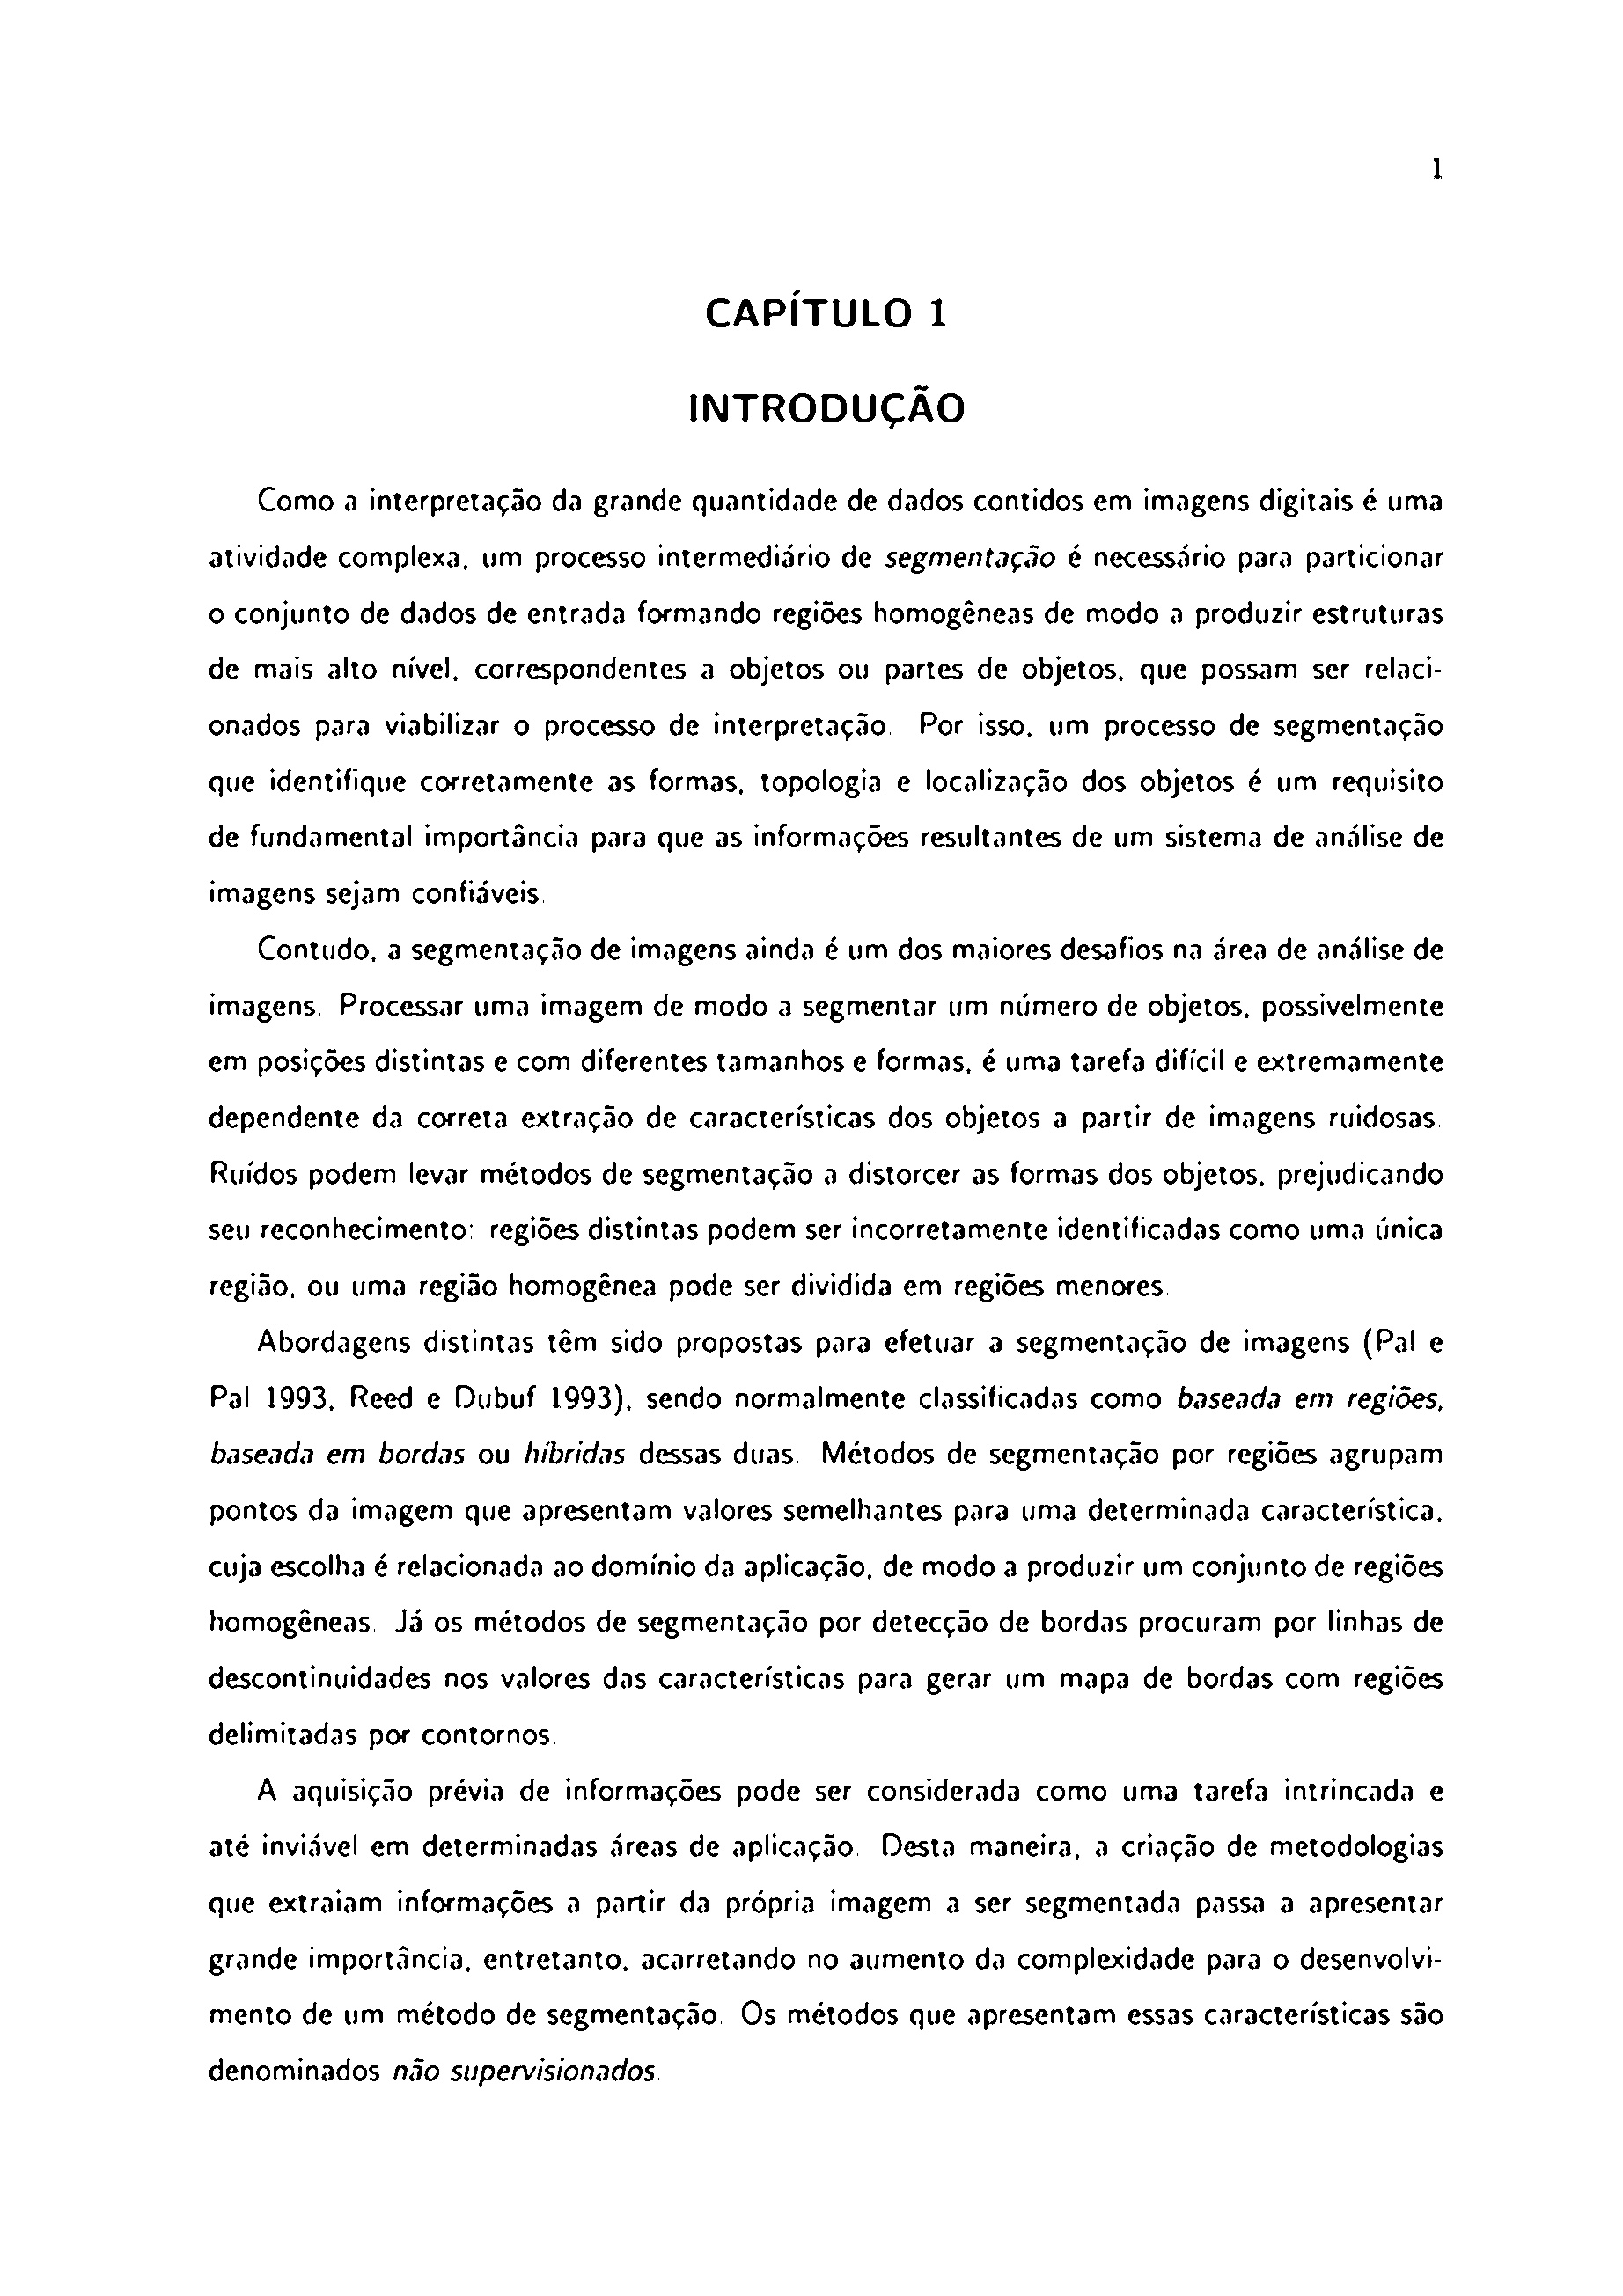 1
CAPÍTULO 1
INTRODUÇÃO
Como a interpretação da grande quantidade de dados contidos em imagens digitais é uma
atividade complexa, um processo intermediário de segmentação é necessário para particionar
o conjunto de dados de entrada formando regiões homogêneas de modo a produzir estruturas
de mais alto nível, correspondentes a objetos ou partes de objetos, que possam ser relaci-
onados para viabilizar o processo de interpretação. Por isso, um processo de segmentação
que identifique corretamente as formas, topologia e localização dos objetos é um requisito
de fundamental importância para que as informações resultantes de um sistema de análise de
imagens sejam confiáveis.
Contudo, a segmentação de imagens ainda é um dos maiores desafios na área de análise de
imagens. Processar uma imagem de modo a segmentar um número de objetos, possivelmente
em posições distintas e com diferentes tamanhos e formas, é uma tarefa difícil e extremamente
dependente da correta extração de características dos objetos a partir de imagens ruidosas.
Ruídos podem levar métodos de segmentação a distorcer as formas dos objetos, prejudicando
seu reconhecimento: regiões distintas podem ser incorretamente identificadas como uma única
região, ou uma região homogênea pode ser dividida em regiões menores.
Abordagens distintas têm sido propostas para efetuar a segmentação de imagens (Pal e
Pal 1993, Reed e Dubuf 1993), sendo normalmente classificadas como baseada em regiões,
baseada em bordas ou híbridas dessas duas. Métodos de segmentação por regiões agrupam
pontos da imagem que apresentam valores semelhantes para uma determinada característica,
cuja escolha é relacionada ao domínio da aplicação, de modo a produzir um conjunto de regiões
homogêneas. Já os métodos de segmentação por detecção de bordas procuram por linhas de
descontinuidades nos valores das características para gerar um mapa de bordas com regiões
delimitadas por contornos.
A aquisição prévia de informações pode ser considerada como uma tarefa intrincada e
até inviável em determinadas áreas de aplicação. Desta maneira, a criação de metodologias
que extraiam informações a partir da própria imagem a ser segmentada passa a apresentar
grande importância, entretanto, acarretando no aumento da complexidade para o desenvolvi-
mento de um método de segmentação. Os métodos que apresentam essas características são
denominados não supervisionados.